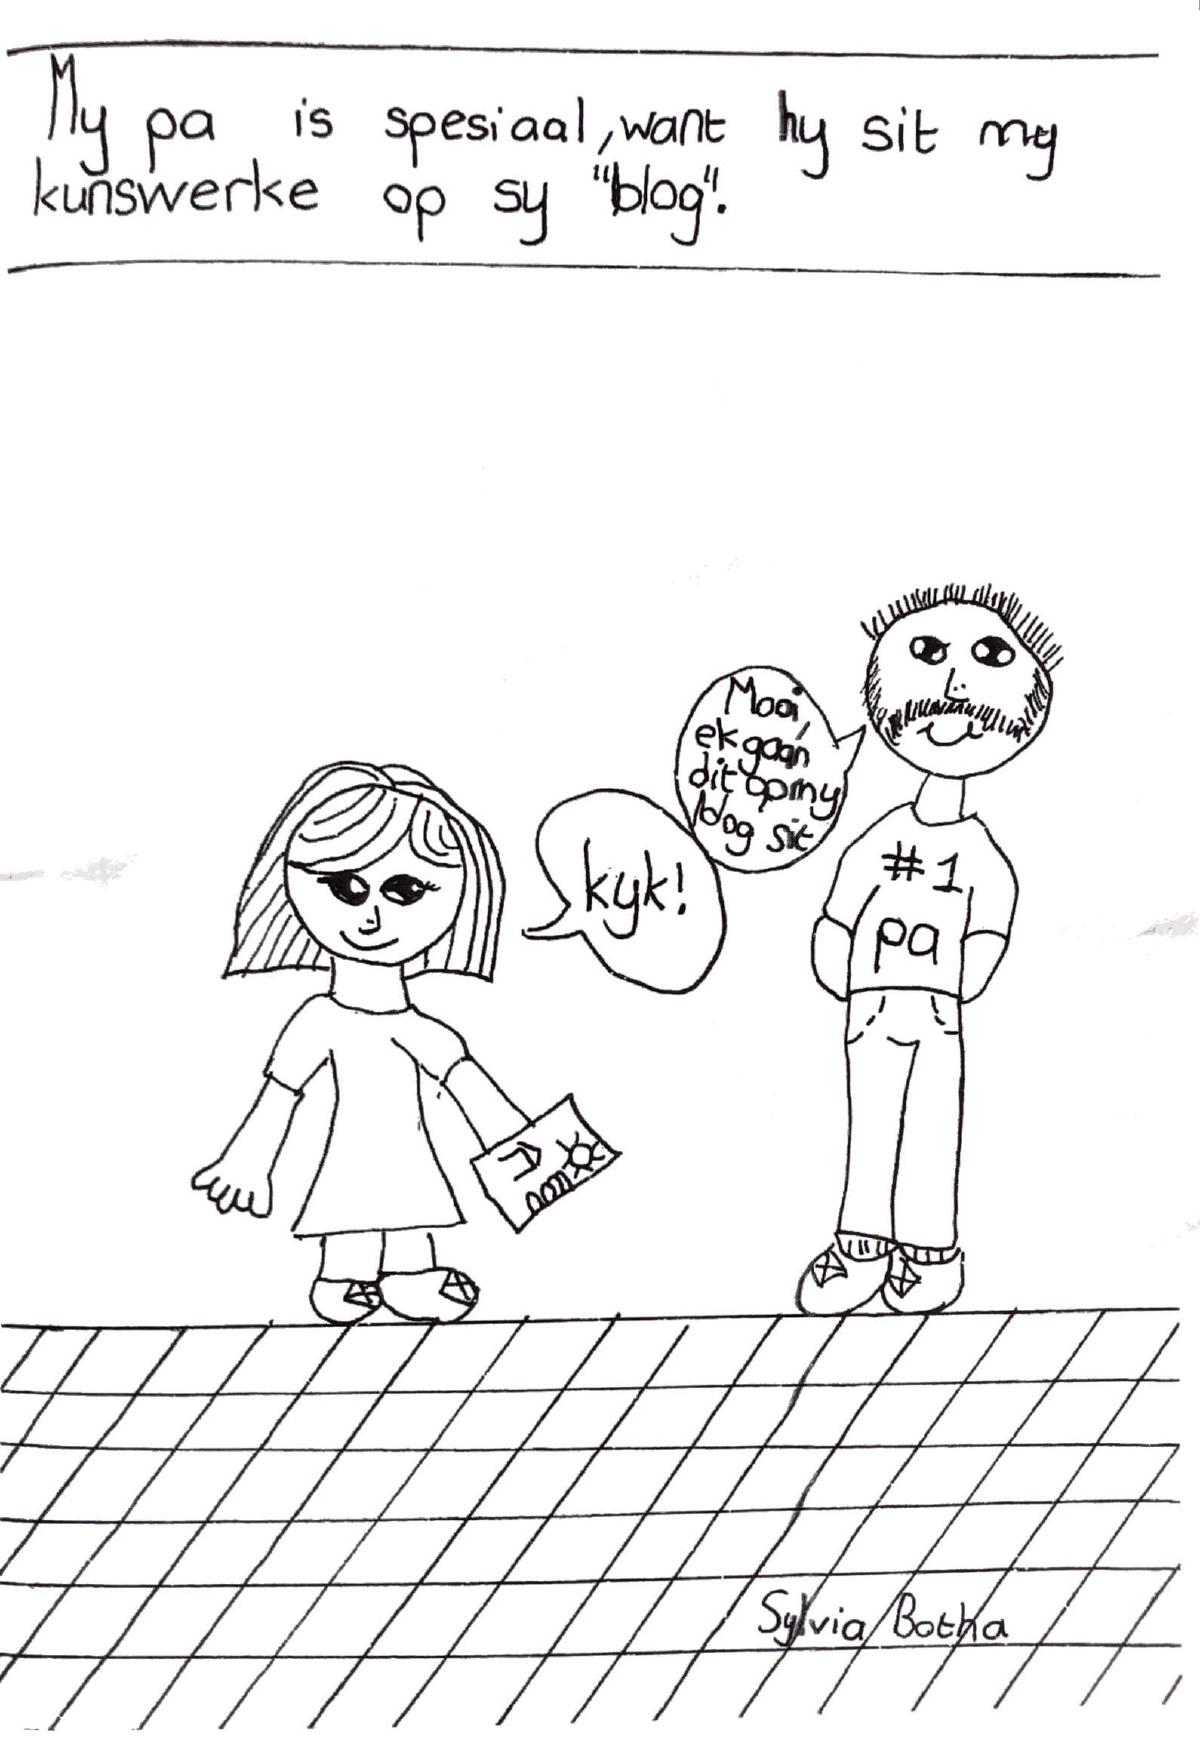 My pa is spesiaal, want hy sit my
kunswerke op sy "blog".
Mooi,
ek gaan
dit op my
blog sit
kyk!
#1
pa
Sylvia Botha